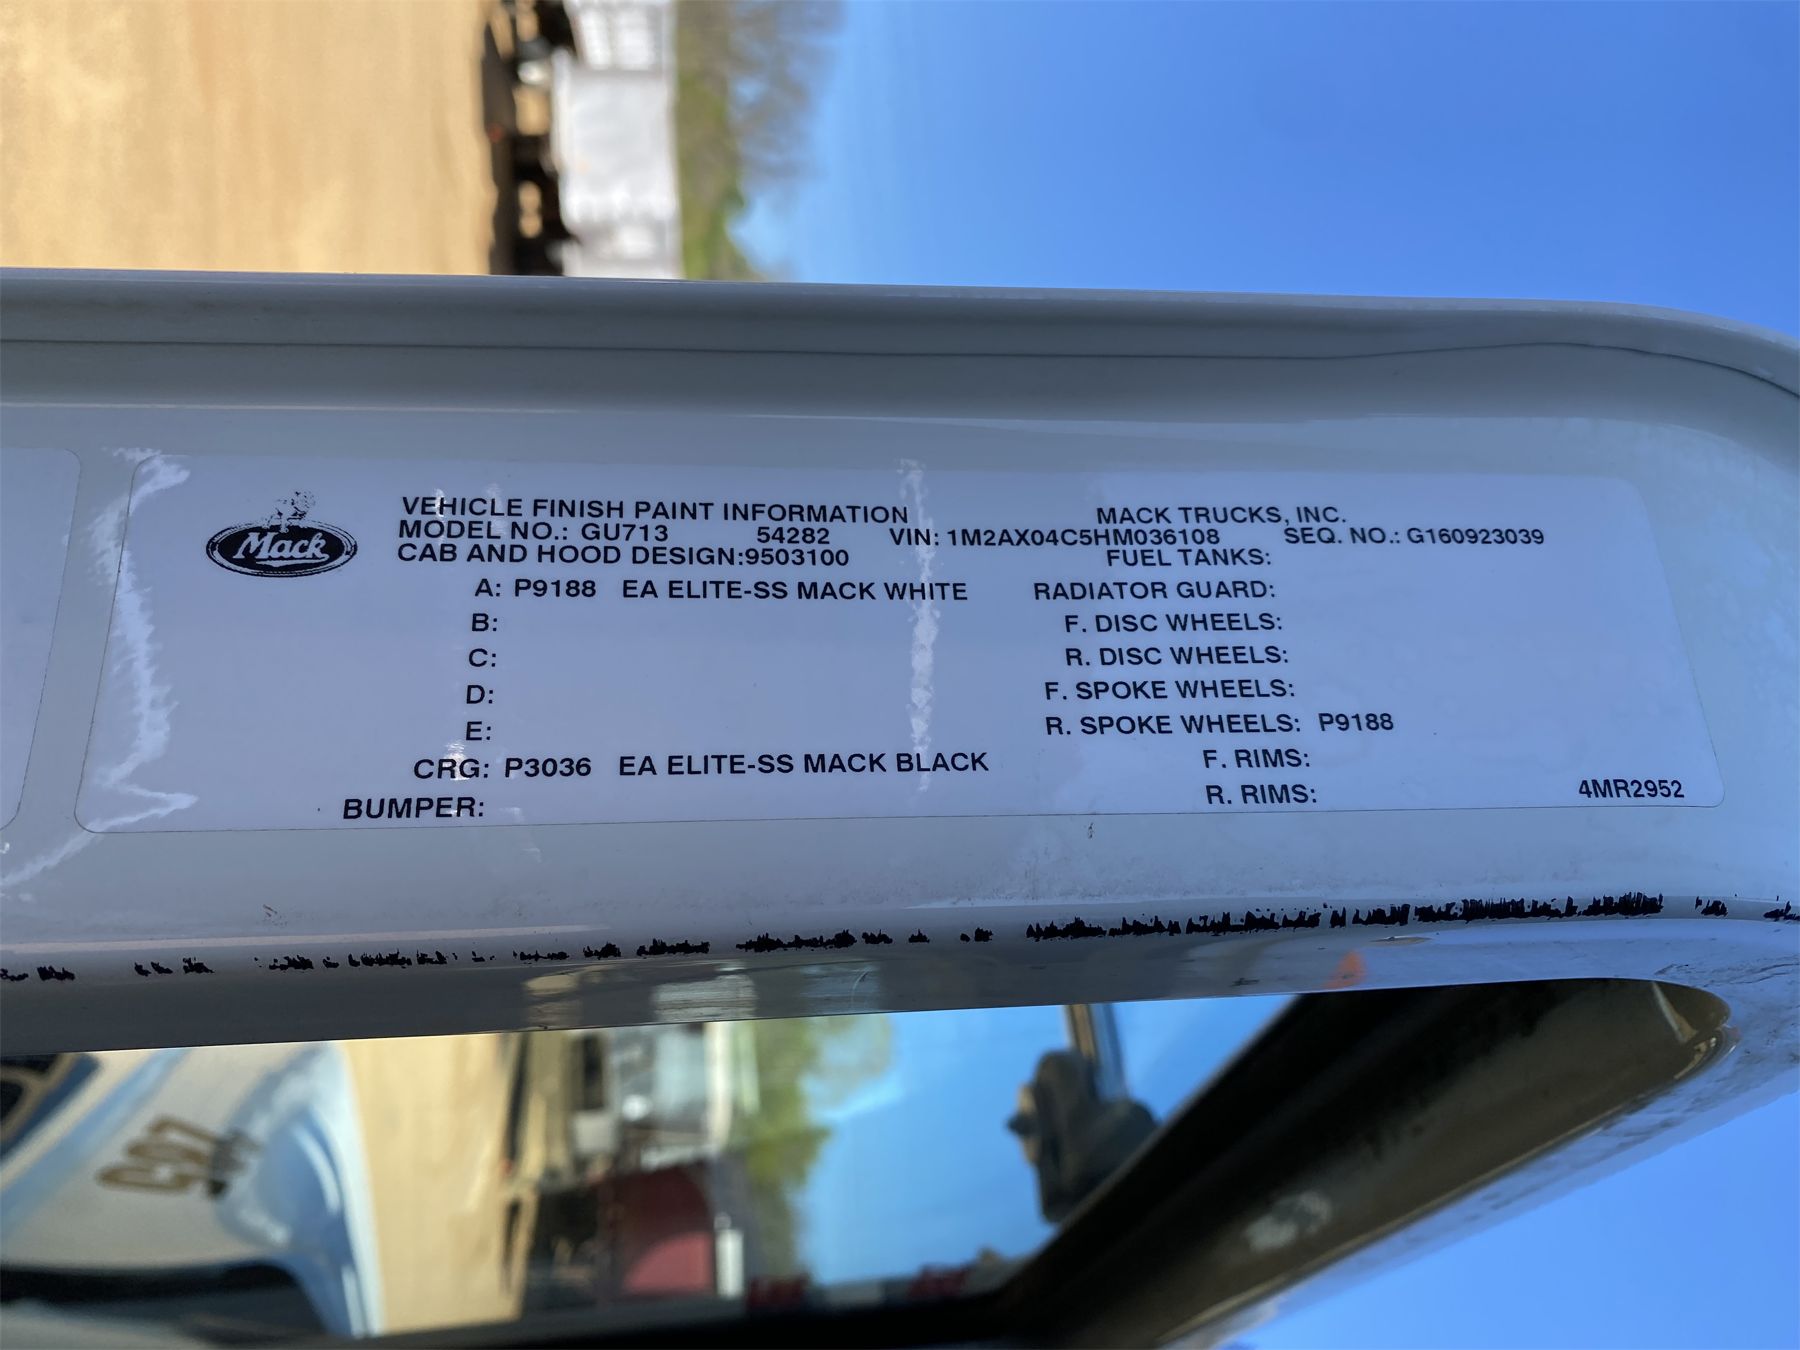 Mack
VEHICLE FINISH PAINT INFORMATION MACK TRUCKS, INC.
MODEL NO.: GU713 54282 VIN: 1M2AX04C5HM036108 SEQ. NO.: G160923039
CAB AND HOOD DESIGN:9503100 FUEL TANKS:
A: P9188 EA ELITE-SS MACK WHITE RADIATOR GUARD:
B: F. DISC WHEELS:
C: R. DISC WHEELS:
D: F. SPOKE WHEELS:
E: R. SPOKE WHEELS: P9188
CRG: P3036 EA ELITE-SS MACK BLACK F. RIMS:
BUMPER: R. RIMS: 4MR2952